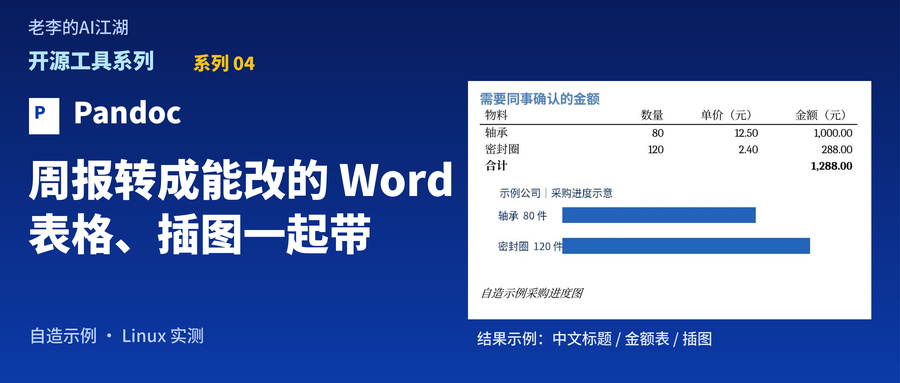 老李的AI江湖
开源工具系列 系列 04
P Pandoc
周报转成能改的 Word
表格、插图一起带
自造示例 · Linux 实测
需要同事确认的金额
物料 数量 单价（元） 金额（元）
轴承 80 12.50 1,000.00
密封圈 120 2.40 288.00
合计 1,288.00
示例公司｜采购进度示意
轴承 80 件
密封圈 120 件
自造示例采购进度图
结果示例：中文标题 / 金额表 / 插图